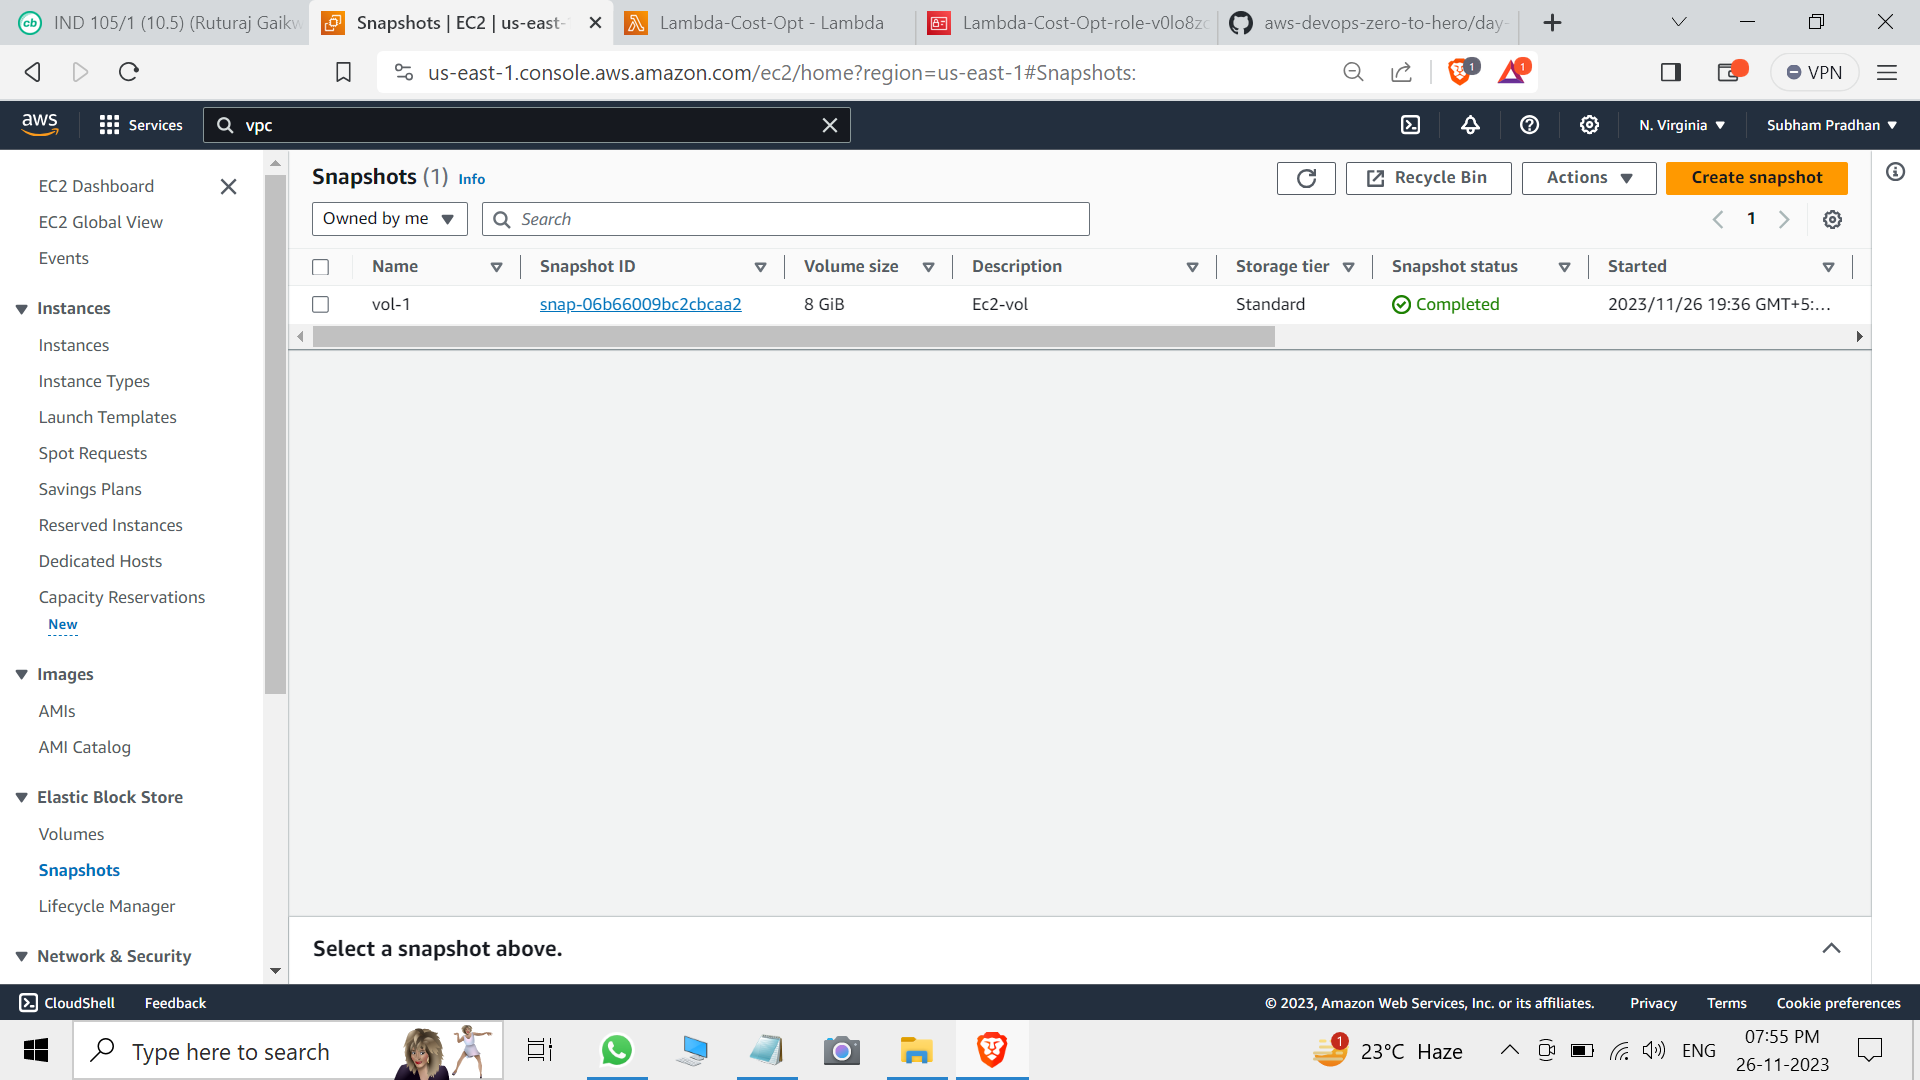 IND 105/1 (10.5) (Ruturaj Gaikw
Snapshots | EC2 | us-east-
Lambda-Cost-Opt - Lambda
Lambda-Cost-Opt-role-v0lo8zc
aws-devops-zero-to-hero/day-
us-east-1.console.aws.amazon.com/ec2/home?region=us-east-1#Snapshots:
1
1
VPN
aws
Services
vpc
N. Virginia
Subham Pradhan
EC2 Dashboard
EC2 Global View
Events
Instances
Instances
Instance Types
Launch Templates
Spot Requests
Savings Plans
Reserved Instances
Dedicated Hosts
Capacity Reservations
New
Images
AMIs
AMI Catalog
Elastic Block Store
Volumes
Snapshots
Lifecycle Manager
Network & Security
Snapshots (1) Info
Recycle Bin
Actions
Create snapshot
Owned by me
Search
1
Name Snapshot ID Volume size Description Storage tier Snapshot status Started
vol-1 snap-06b66009bc2cbcaa2 8 GiB Ec2-vol Standard Completed 2023/11/26 19:36 GMT+5:...
Select a snapshot above.
CloudShell Feedback © 2023, Amazon Web Services, Inc. or its affiliates. Privacy Terms Cookie preferences
Type here to search
1
23°C Haze
ENG
07:55 PM
26-11-2023